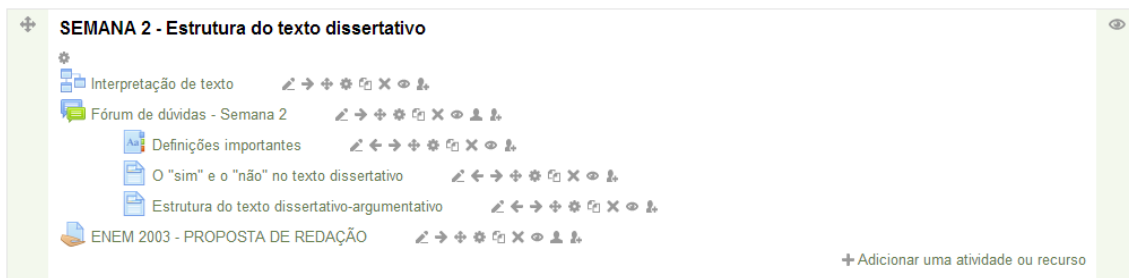 SEMANA 2 - Estrutura do texto dissertativo
Interpretação de texto
Fórum de dúvidas - Semana 2
Aa
Definições importantes
O "sim" e o "não" no texto dissertativo
Estrutura do texto dissertativo-argumentativo
ENEM 2003 - PROPOSTA DE REDAÇÃO
Adicionar uma atividade ou recurso